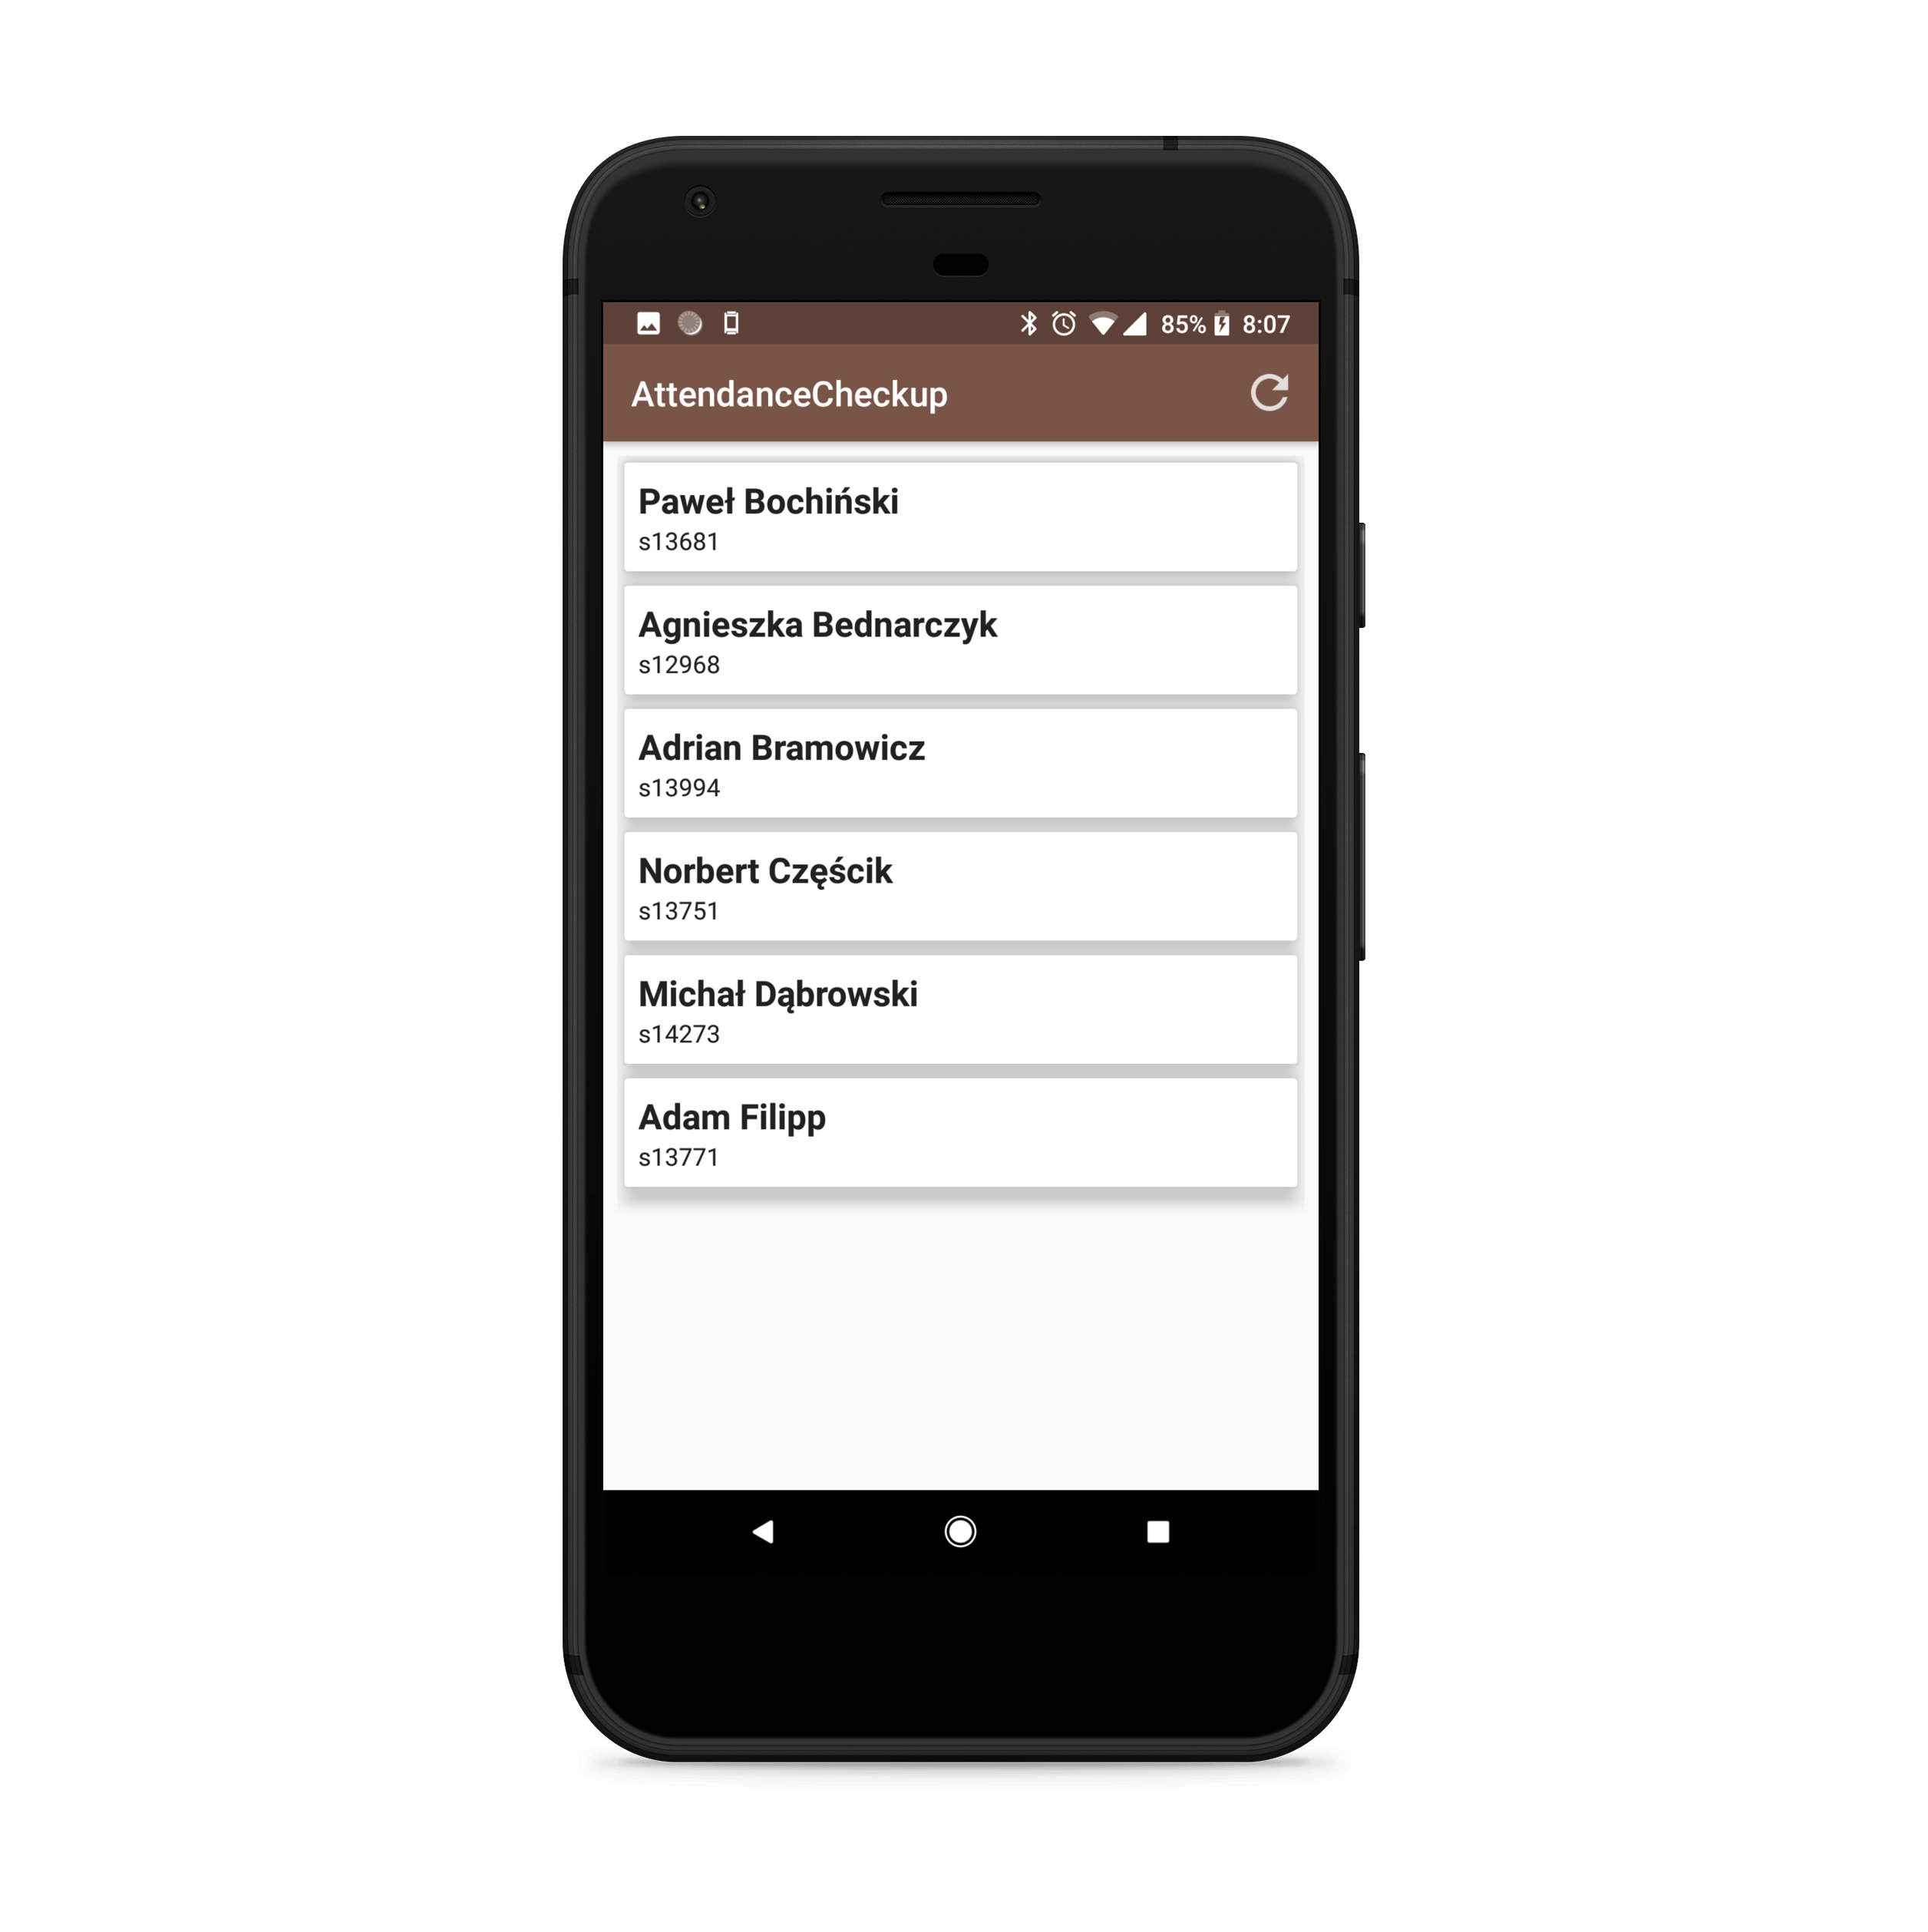 85% 8:07
AttendanceCheckup
Paweł Bochiński
s13681
Agnieszka Bednarczyk
s12968
Adrian Bramowicz
s13994
Norbert Częścik
s13751
Michał Dąbrowski
s14273
Adam Filipp
s13771